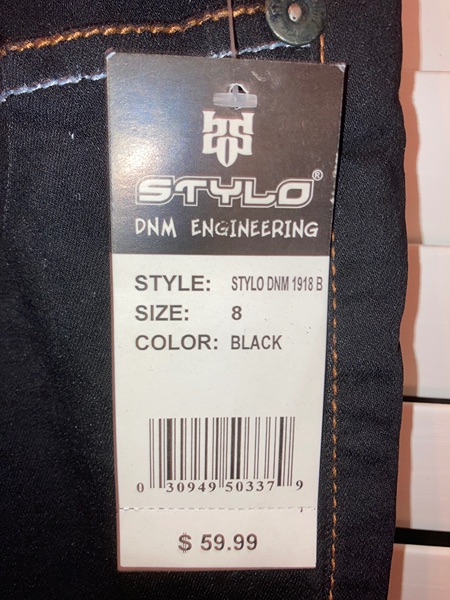 STYLO®
DNM ENGINEERING
STYLE: STYLO DNM 1918 B
SIZE: 8
COLOR: BLACK
0 30949 50337 9
$ 59.99